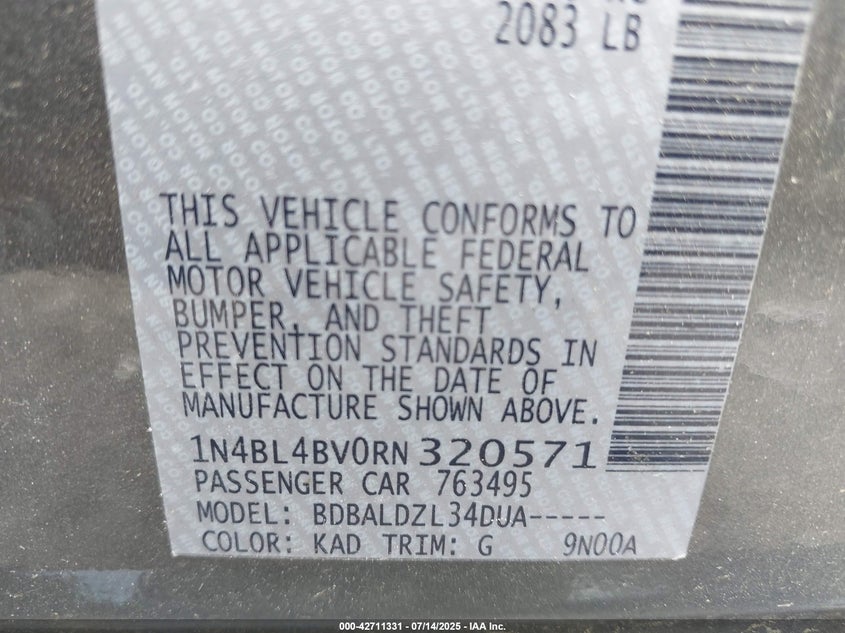 2083 LB
THIS VEHICLE CONFORMS TO
ALL APPLICABLE FEDERAL
MOTOR VEHICLE SAFETY,
BUMPER, AND THEFT
PREVENTION STANDARDS IN
EFFECT ON THE DATE OF
MANUFACTURE SHOWN ABOVE.
1N4BL4BV0RN320571
PASSENGER CAR 763495
MODEL: BDBALDZL34DUA-----
COLOR: KAD TRIM: G 9N00A
000-42711331 - 07/14/2025 - IAA Inc.